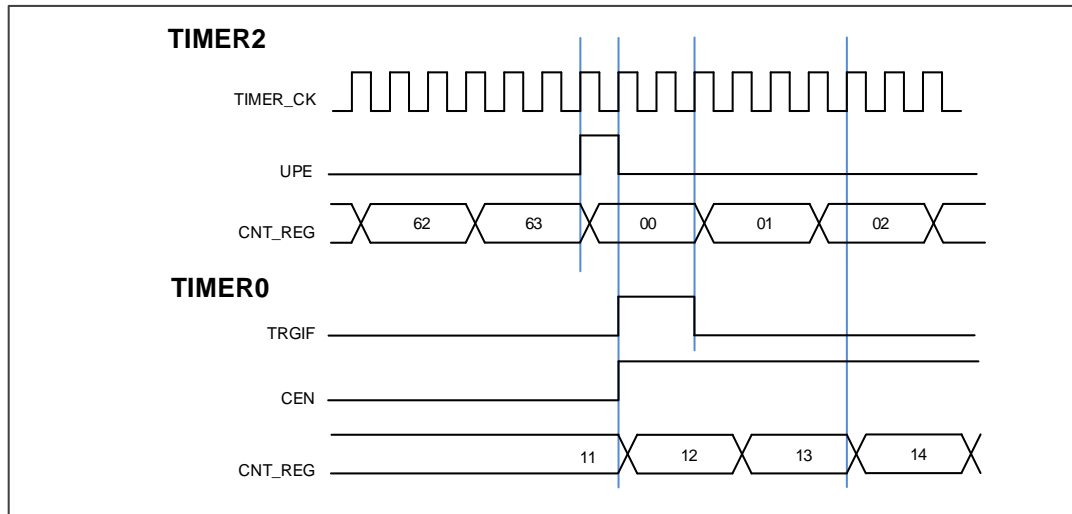 TIMER2
TIMER_CK
UPE
CNT_REG 62 63 00 01 02
TIMER0
TRGIF
CEN
CNT_REG 11 12 13 14